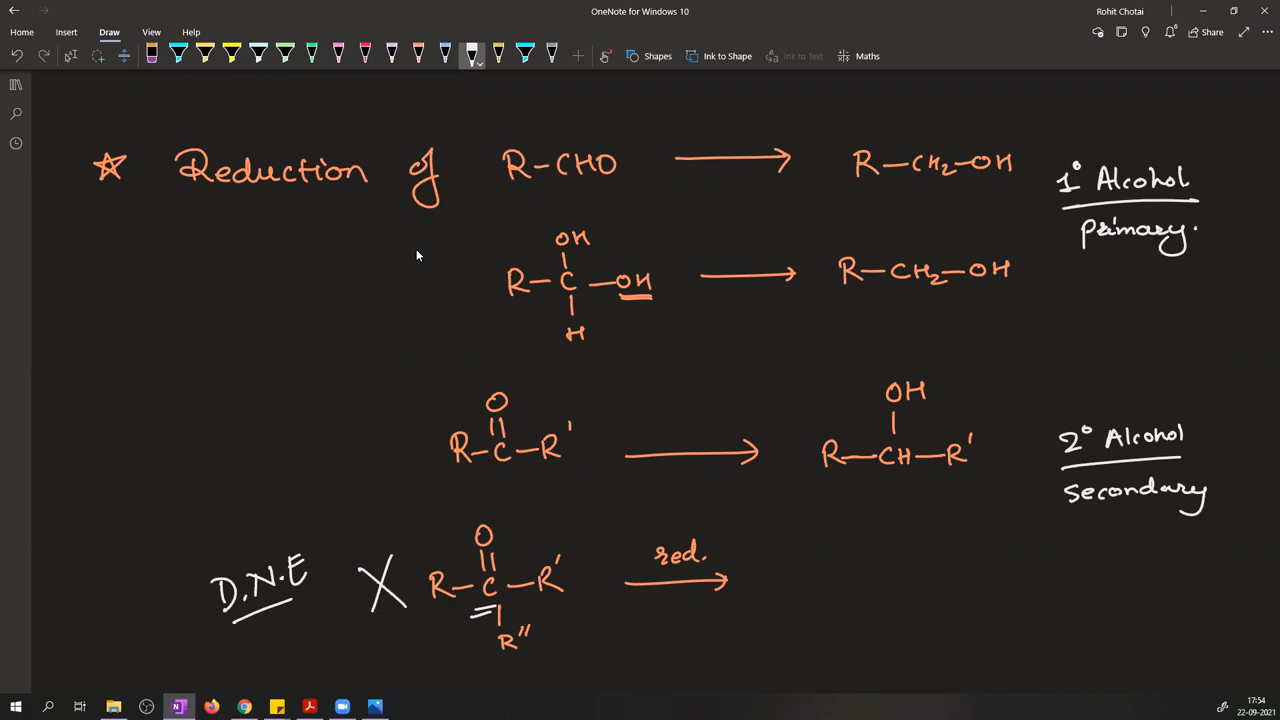 OneNote for Windows 10
Rohit Chotai
Home Insert Draw View Help
Share
Shapes Ink to Shape Ink to Text Maths
Reduction of R-CHO → R-CH2-OH
1° Alcohol
primary.
OH
R-C-OH → R-CH2-OH
H
O
R-C-R' →
OH
R-CH-R'
2° Alcohol
secondary
D.N.E X
O
R-C-R'
R''
red. →
17:54
22-09-2021